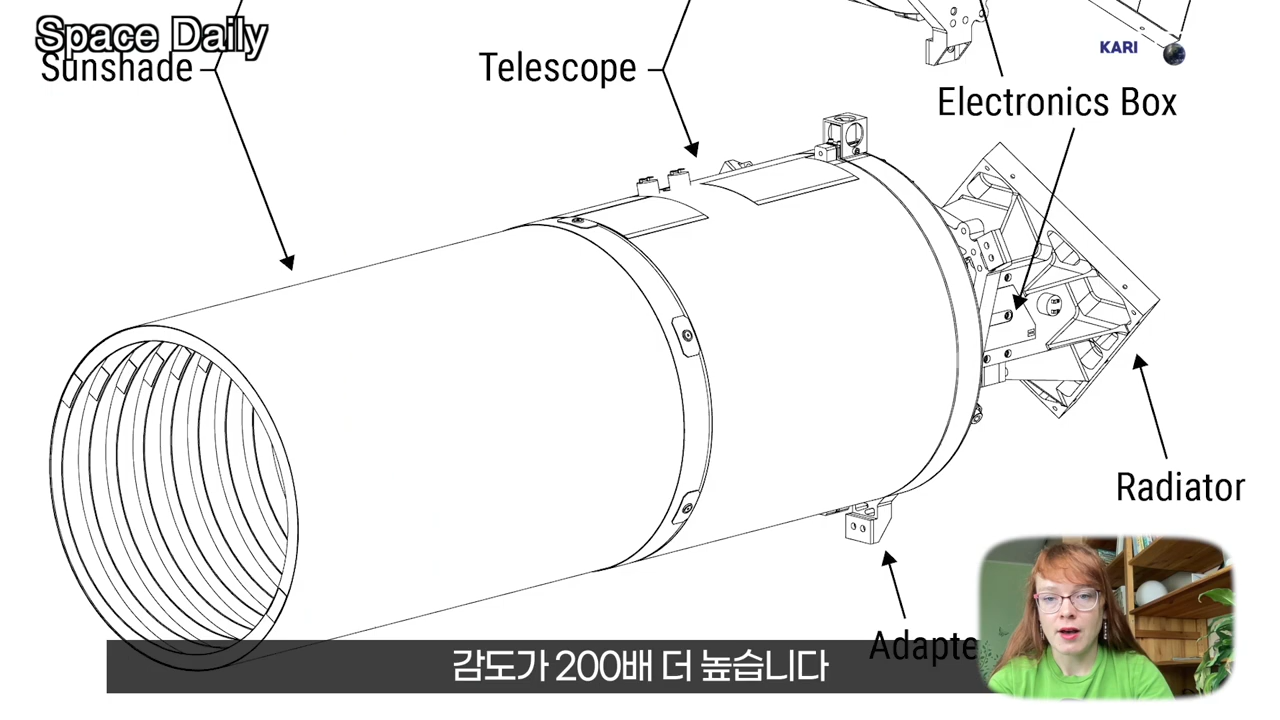 Space Daily
Sunshade
Telescope
KARI
Electronics Box
Radiator
Adapte
감도가 200배 더 높습니다